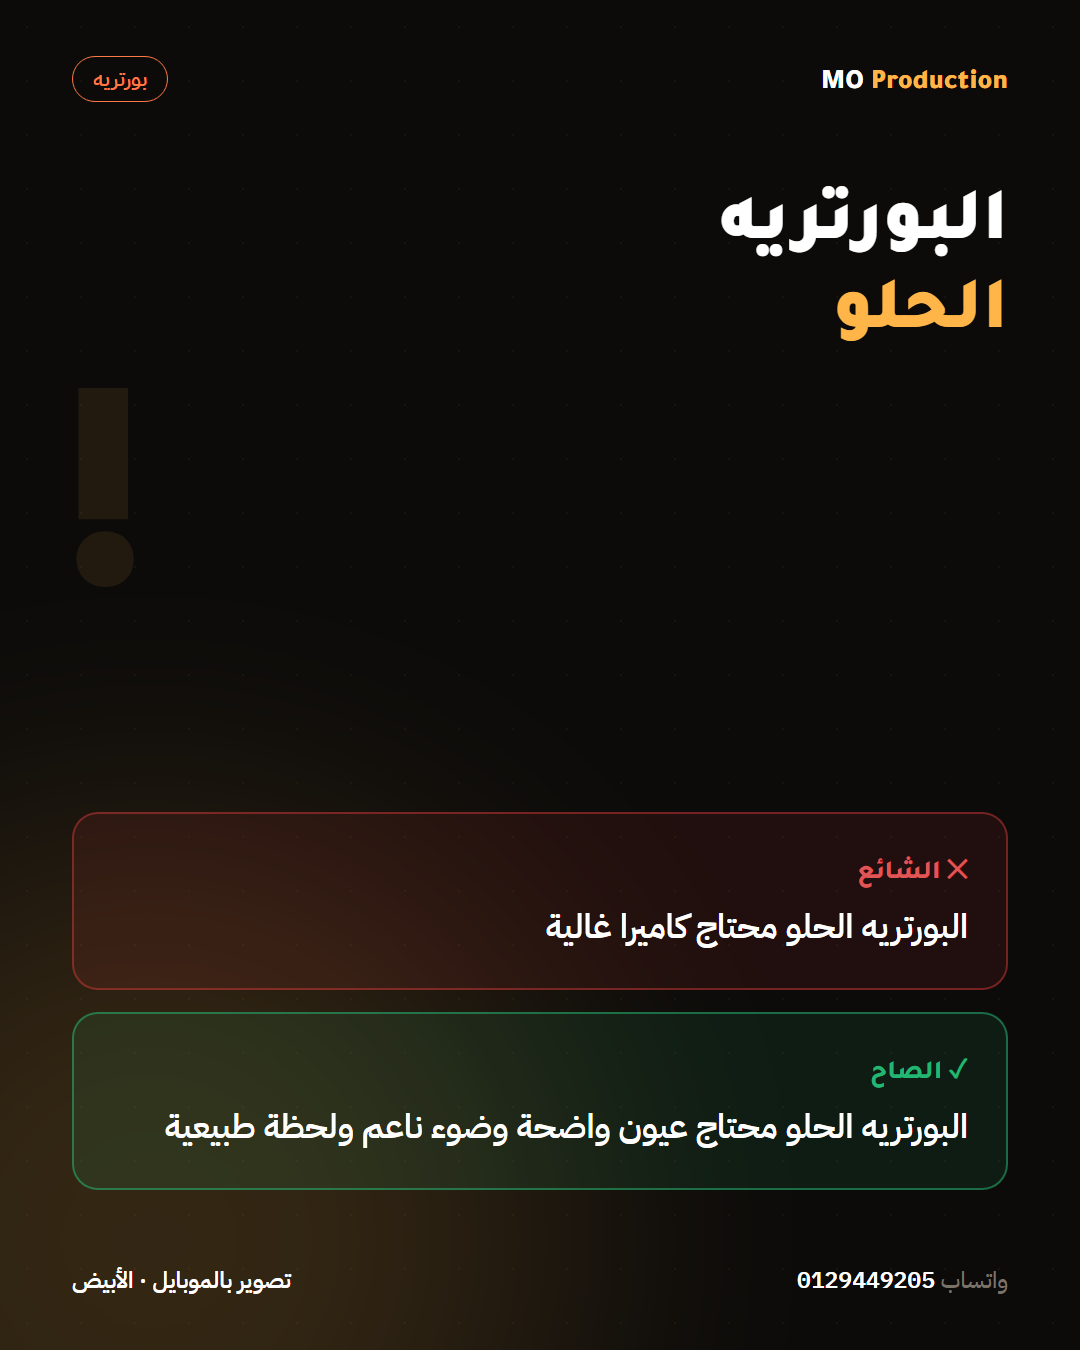 MO Production
بورتريه
البورتريه
الحلو
!
✕ الشائع
البورتريه الحلو محتاج كاميرا غالية
✓ الصاح
البورتريه الحلو محتاج عيون واضحة وضوء ناعم ولحظة طبيعية
واتساب 0129449205
تصوير بالموبايل · الأبيض